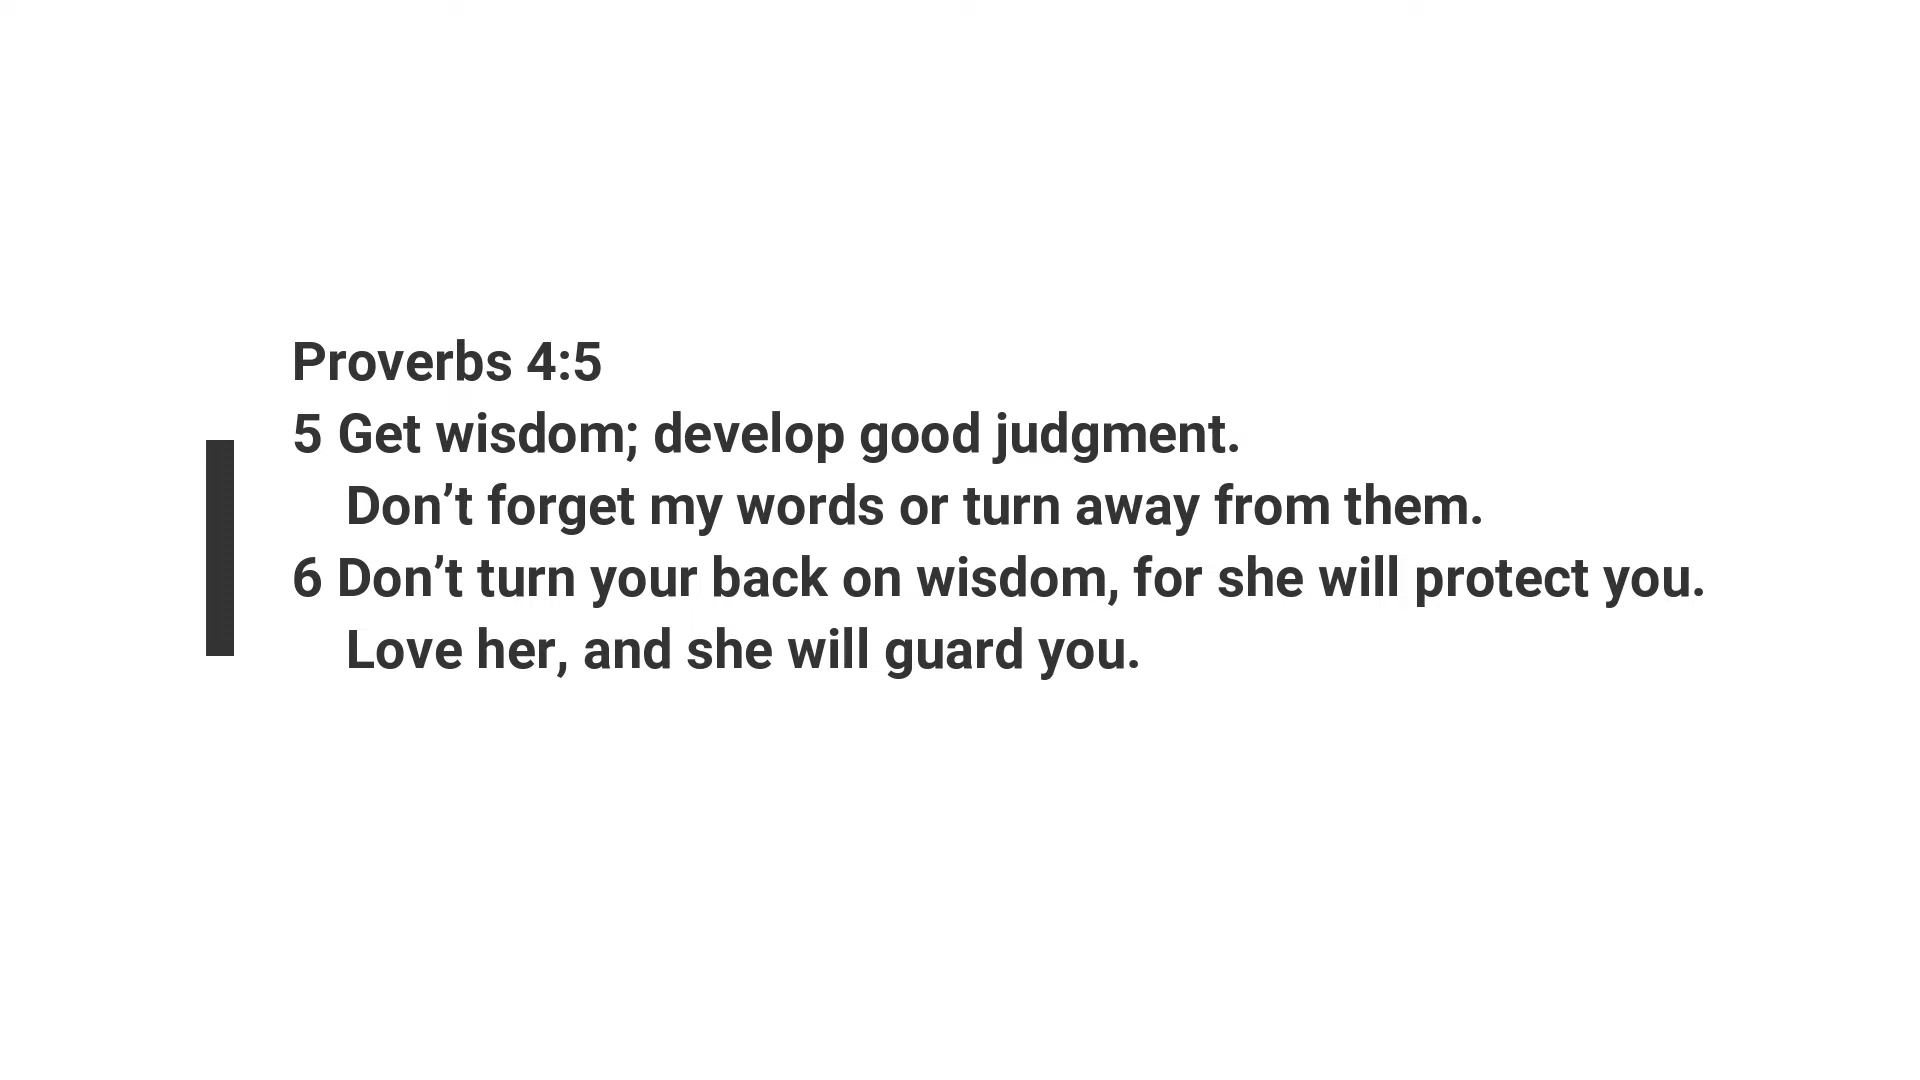 Proverbs 4:5
5 Get wisdom; develop good judgment.
Don’t forget my words or turn away from them.
6 Don’t turn your back on wisdom, for she will protect you.
Love her, and she will guard you.